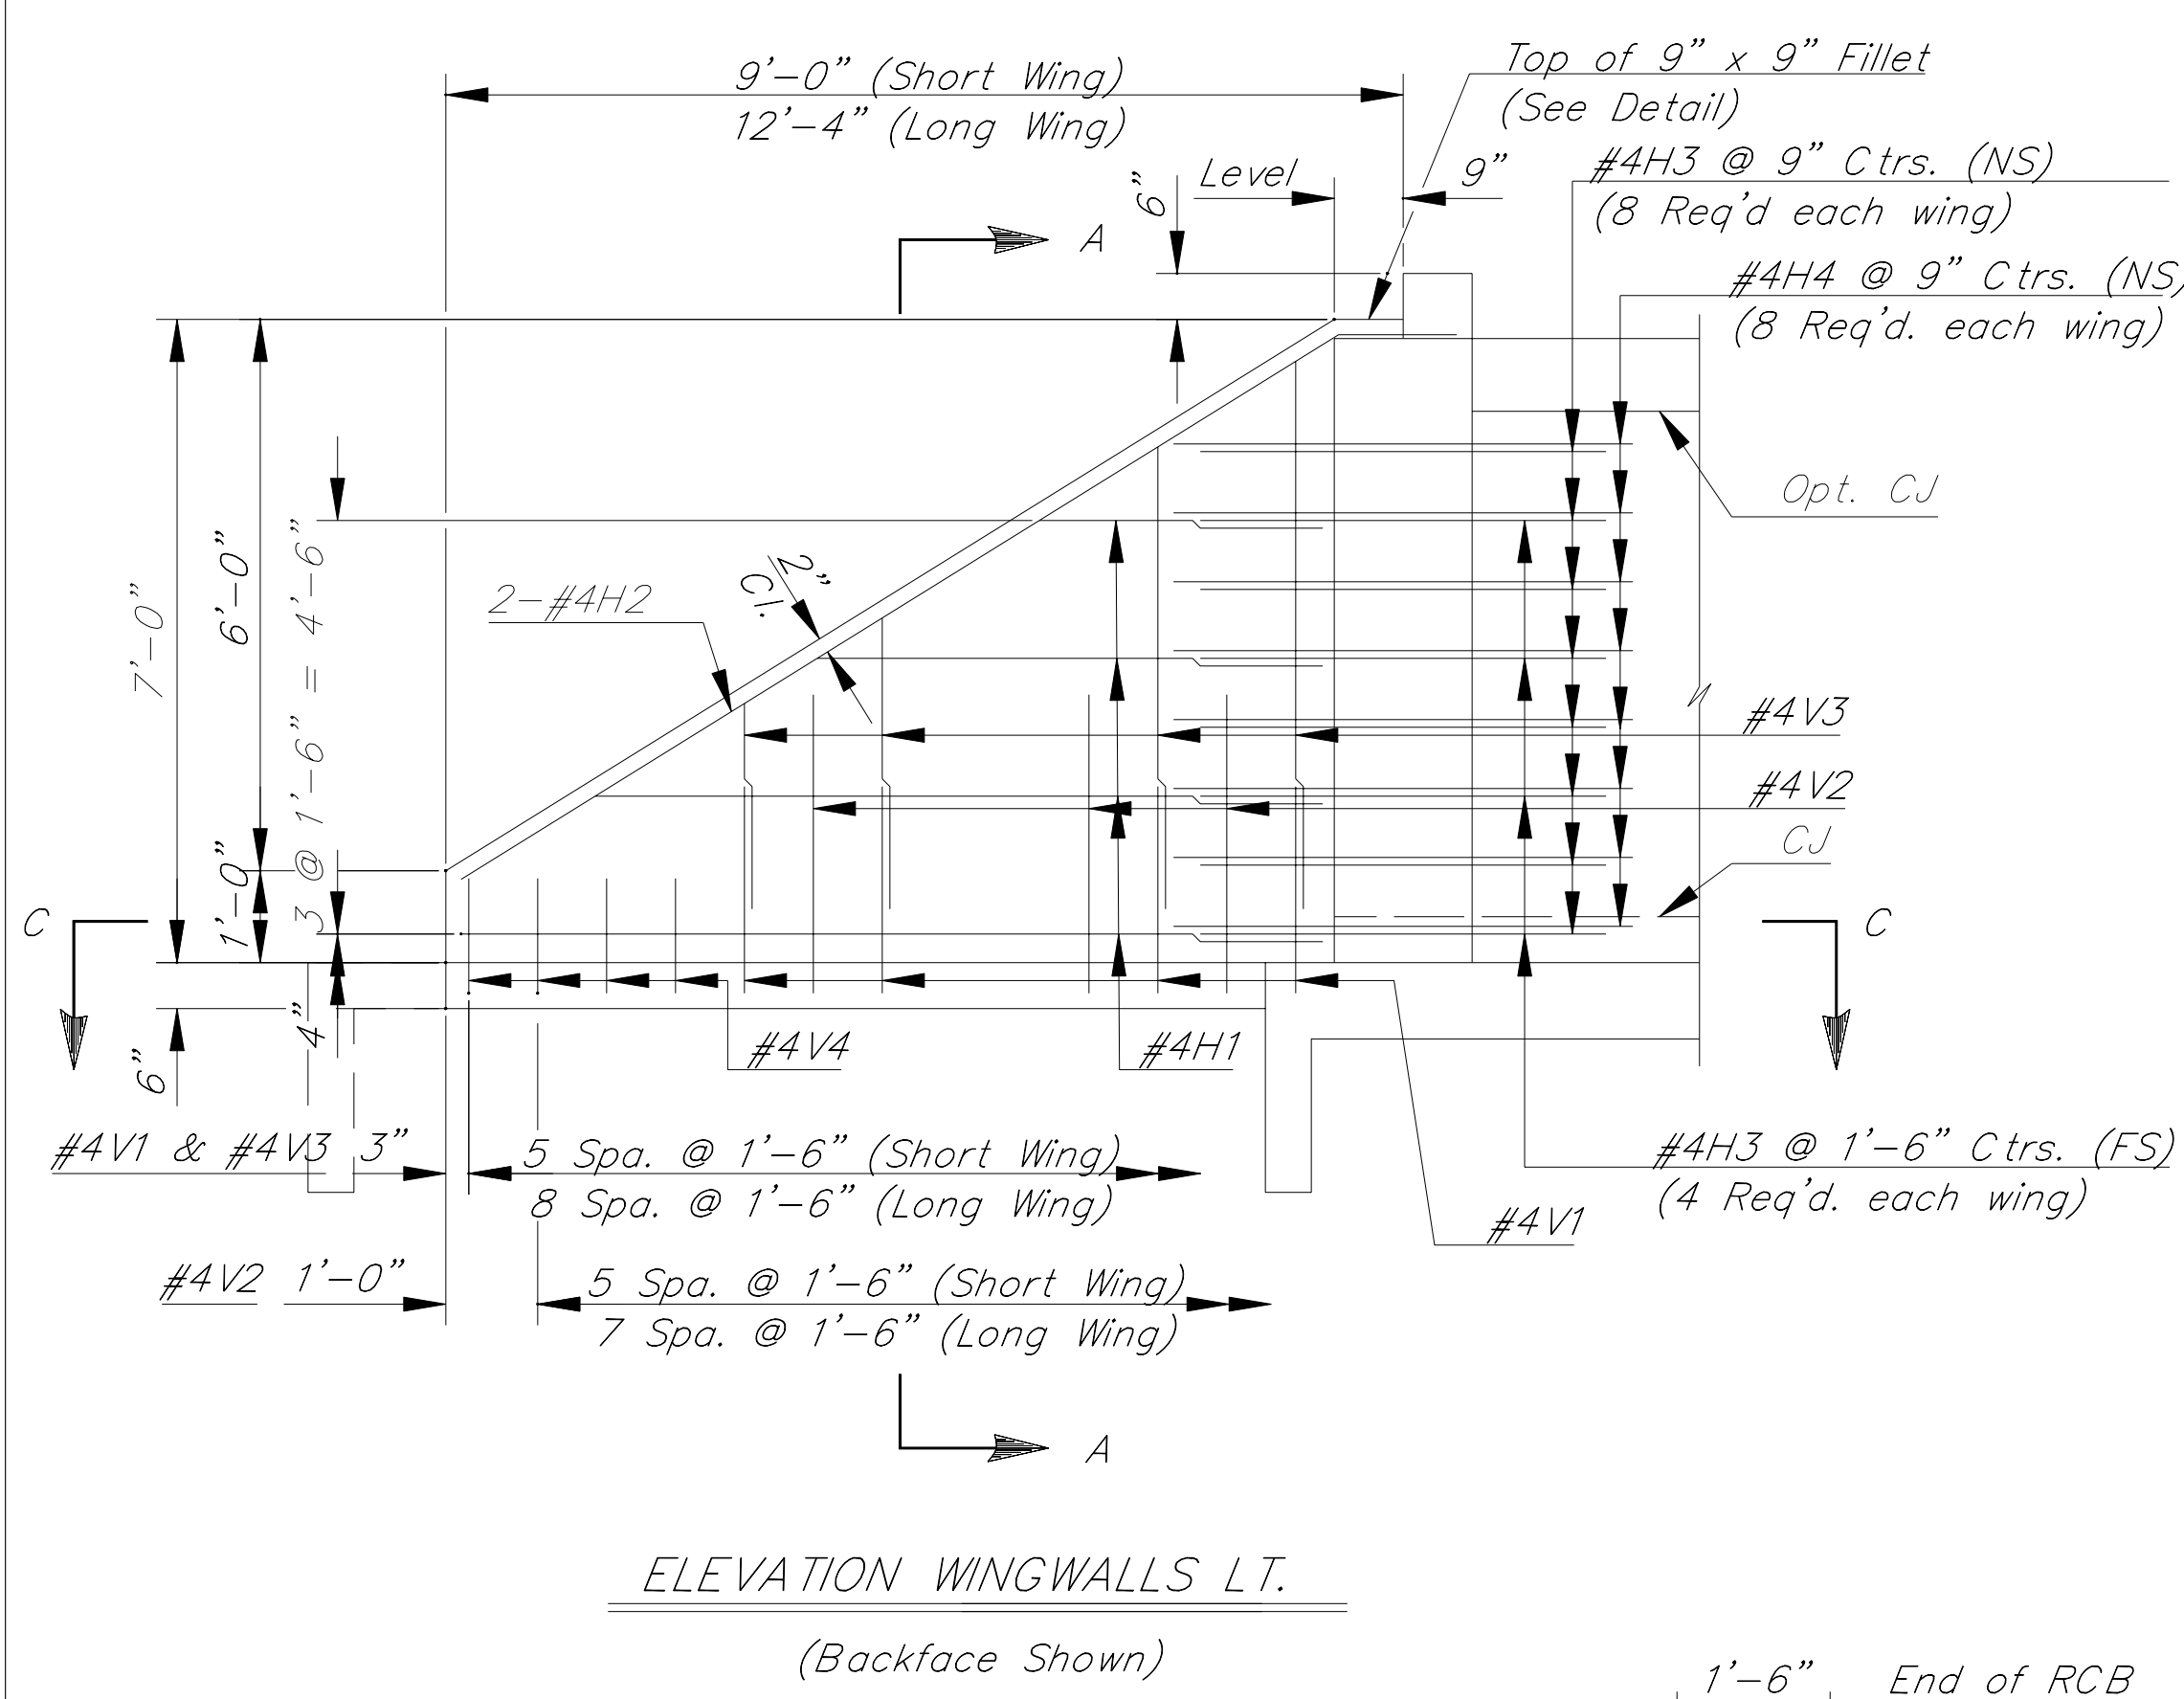 9'-0" (Short Wing)
12'-4" (Long Wing)
Top of 9" x 9" Fillet
(See Detail)
Level
9"
6"
#4H3 @ 9" Ctrs. (NS)
(8 Req'd each wing)
A
#4H4 @ 9" Ctrs. (NS)
(8 Req'd. each wing)
Opt. CJ
7'-0"
6'-0"
3 @ 1'-6" = 4'-6"
2-#4H2
2"
Cl.
#4V3
#4V2
CJ
1'-0"
C
C
4"
6"
#4V4
#4H1
#4V1 & #4V3 3"
5 Spa. @ 1'-6" (Short Wing)
8 Spa. @ 1'-6" (Long Wing)
#4H3 @ 1'-6" Ctrs. (FS)
(4 Req'd. each wing)
#4V1
#4V2 1'-0"
5 Spa. @ 1'-6" (Short Wing)
7 Spa. @ 1'-6" (Long Wing)
A
ELEVATION WINGWALLS LT.
(Backface Shown)
1'-6" End of RCB